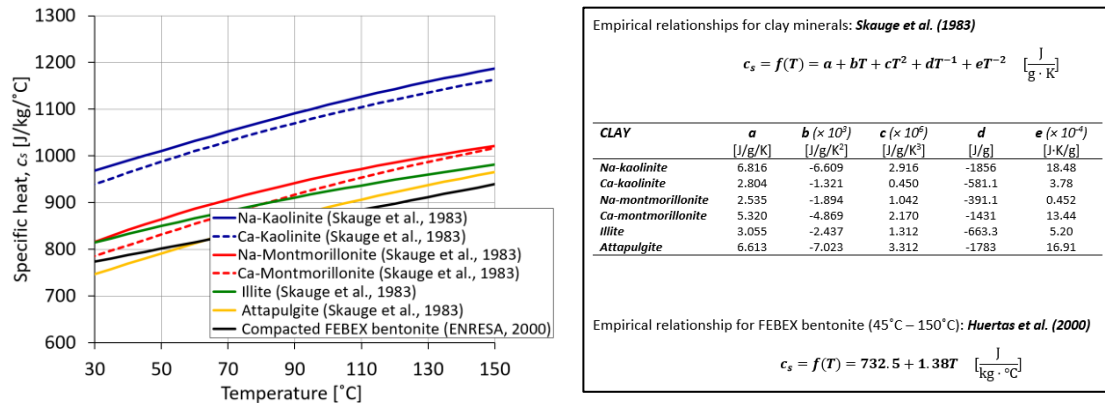 1300
1200
1100
1000
900
800
700
600
Specific heat, cₛ [J/kg/˚C]
30 50 70 90 110 130 150
Temperature [˚C]
Na-Kaolinite (Skauge et al., 1983)
Ca-Kaolinite (Skauge et al., 1983)
Na-Montmorillonite (Skauge et al., 1983)
Ca-Montmorillonite (Skauge et al., 1983)
Illite (Skauge et al., 1983)
Attapulgite (Skauge et al., 1983)
Compacted FEBEX bentonite (ENRESA, 2000)
Empirical relationships for clay minerals: Skauge et al. (1983)
cₛ = f(T) = a + bT + cT² + dT⁻¹ + eT⁻² [J/g · K]
CLAY a b (× 10³) c (× 10⁶) d e (× 10⁻⁴)
[J/g/K] [J/g/K²] [J/g/K³] [J/g] [J·K/g]
Na-kaolinite 6.816 -6.609 2.916 -1856 18.48
Ca-kaolinite 2.804 -1.321 0.450 -581.1 3.78
Na-montmorillonite 2.535 -1.894 1.042 -391.1 0.452
Ca-montmorillonite 5.320 -4.869 2.170 -1431 13.44
Illite 3.055 -2.437 1.312 -663.3 5.20
Attapulgite 6.613 -7.023 3.312 -1783 16.91
Empirical relationship for FEBEX bentonite (45˚C – 150˚C): Huertas et al. (2000)
cₛ = f(T) = 732.5 + 1.38T [J/kg · °C]